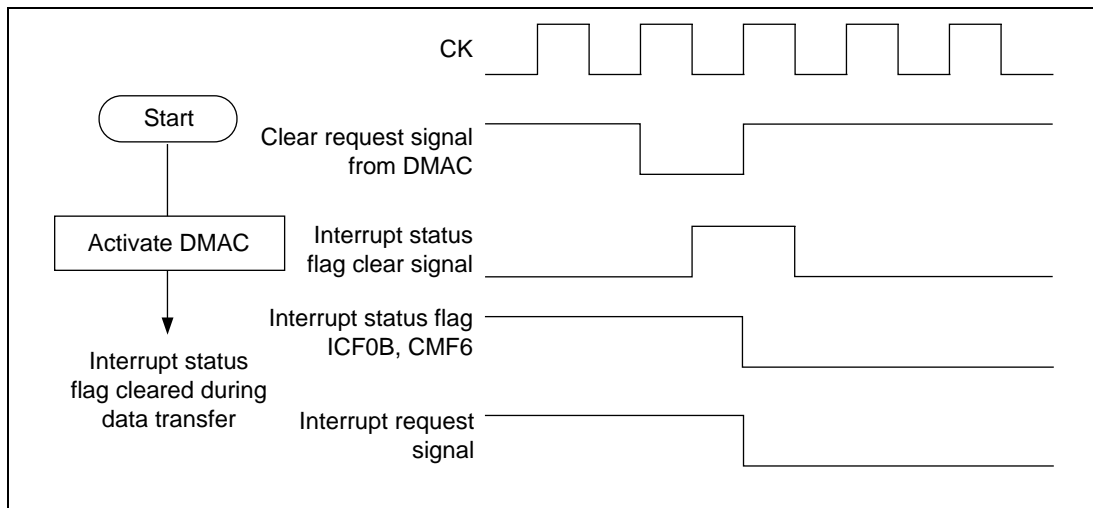 Start
Activate DMAC
Interrupt status
flag cleared during
data transfer
CK
Clear request signal
from DMAC
Interrupt status
flag clear signal
Interrupt status flag
ICF0B, CMF6
Interrupt request
signal